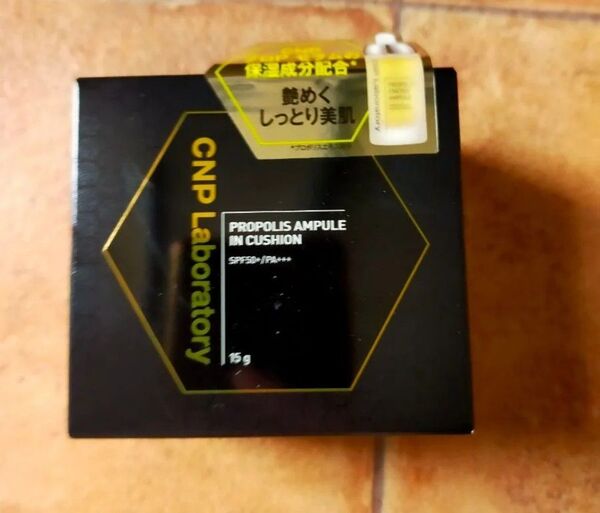 保湿成分配合*
艶めく
しっとり美肌
CNP Laboratory
PROPOLIS AMPULE
IN CUSHION
SPF50+/PA+++
15 g